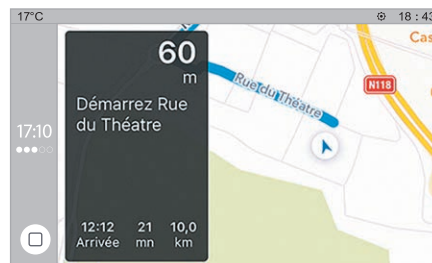 17°C
18 : 43
60
m
Démarrez Rue
du Théatre
12:12 21 10,0
Arrivée mn km
17:10
Rue du Théatre
N118
Cas